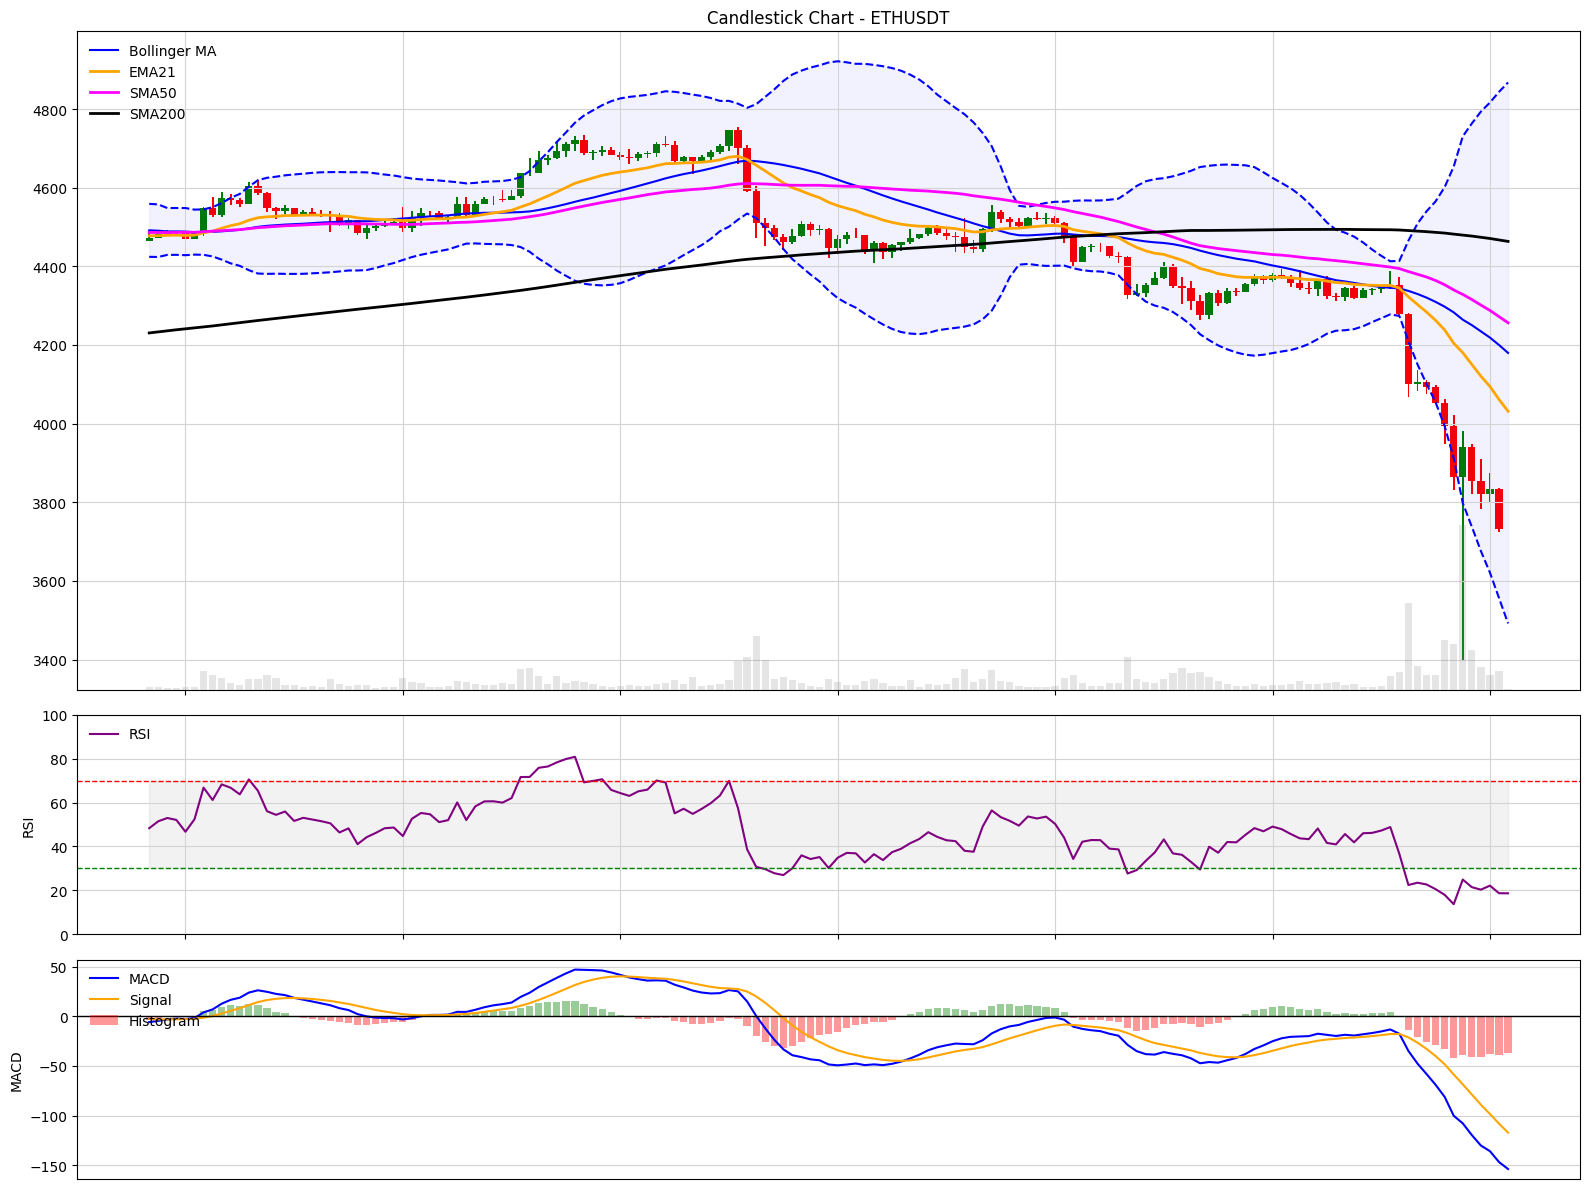 Candlestick Chart - ETHUSDT
Bollinger MA
EMA21
SMA50
SMA200
4800
4600
4400
4200
4000
3800
3600
3400
100
80
60
40
20
0
RSI
RSI
50
0
−50
−100
−150
MACD
MACD
Signal
Histogram